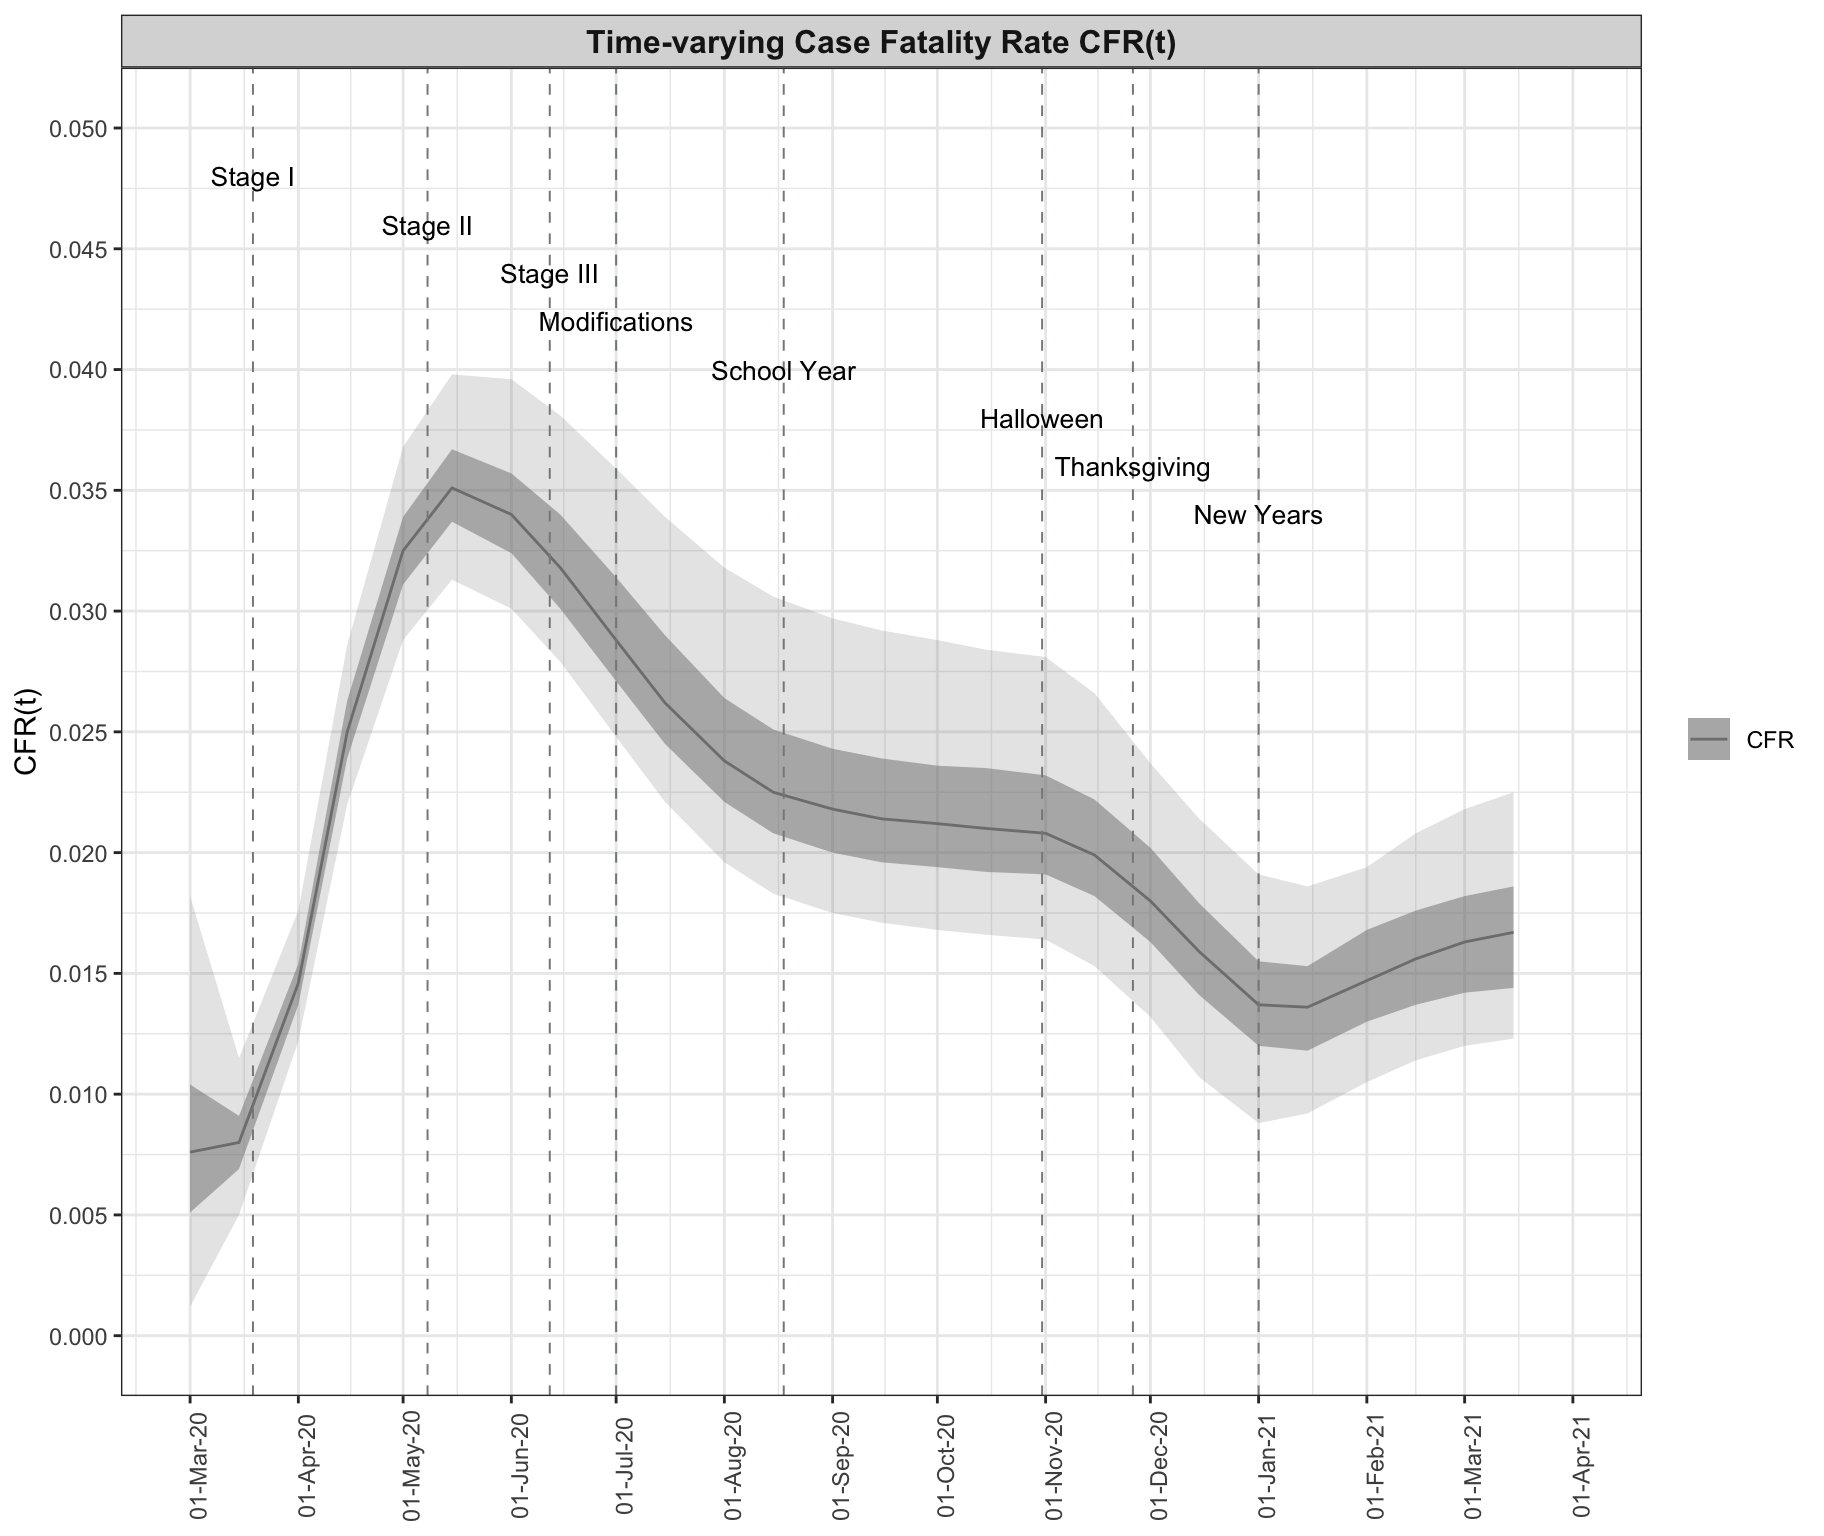 Time-varying Case Fatality Rate CFR(t)
0.050
Stage I
Stage II
0.045
Stage III
Modifications
0.040
School Year
Halloween
Thanksgiving
0.035
New Years
0.030
0.025
CFR(t)
CFR
0.020
0.015
0.010
0.005
0.000
01-Mar-20
01-Apr-20
01-May-20
01-Jun-20
01-Jul-20
01-Aug-20
01-Sep-20
01-Oct-20
01-Nov-20
01-Dec-20
01-Jan-21
01-Feb-21
01-Mar-21
01-Apr-21